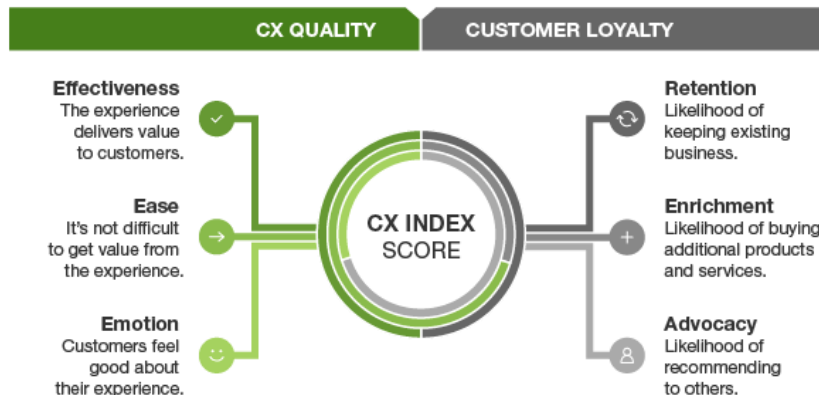 CX QUALITY
CUSTOMER LOYALTY
Effectiveness
The experience
delivers value
to customers.
Ease
It's not difficult
to get value from
the experience.
Emotion
Customers feel
good about
their experience.
CX INDEX
SCORE
Retention
Likelihood of
keeping existing
business.
Enrichment
Likelihood of buying
additional products
and services.
Advocacy
Likelihood of
recommending
to others.